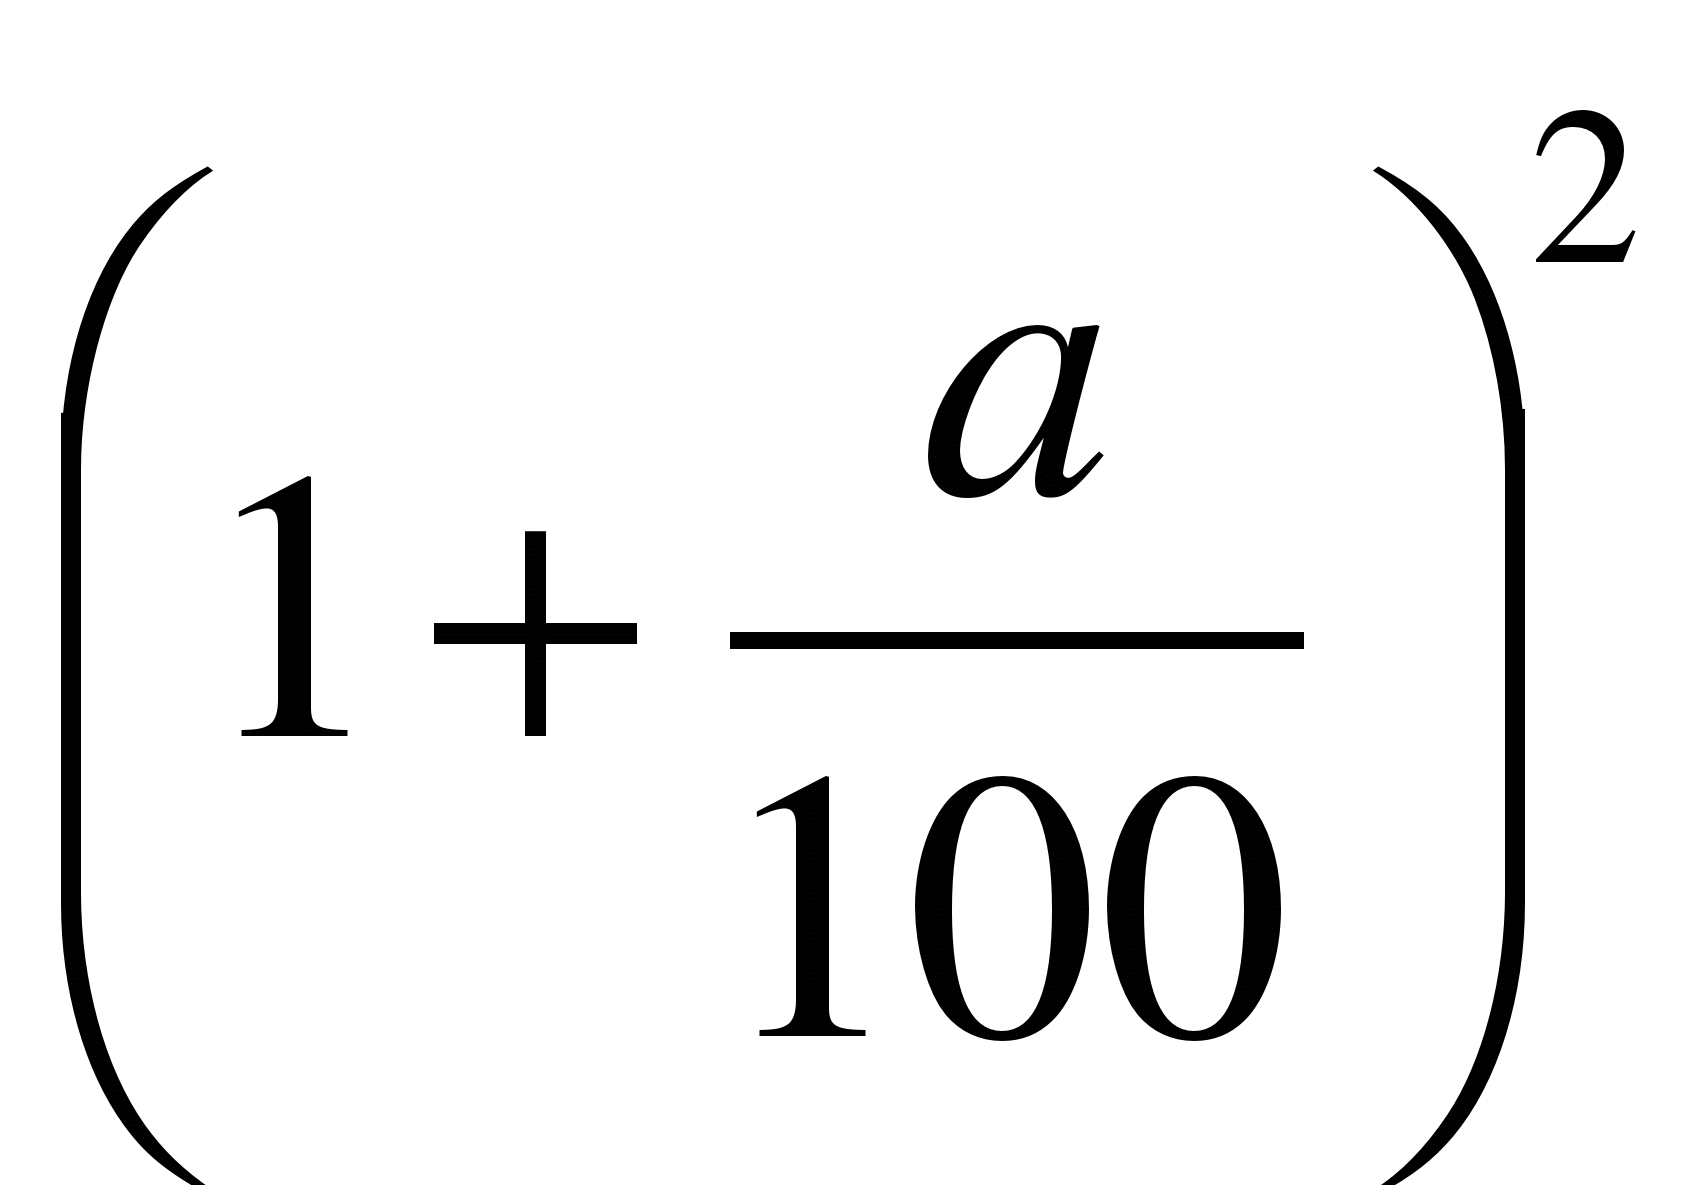 (1 + a/100)^2